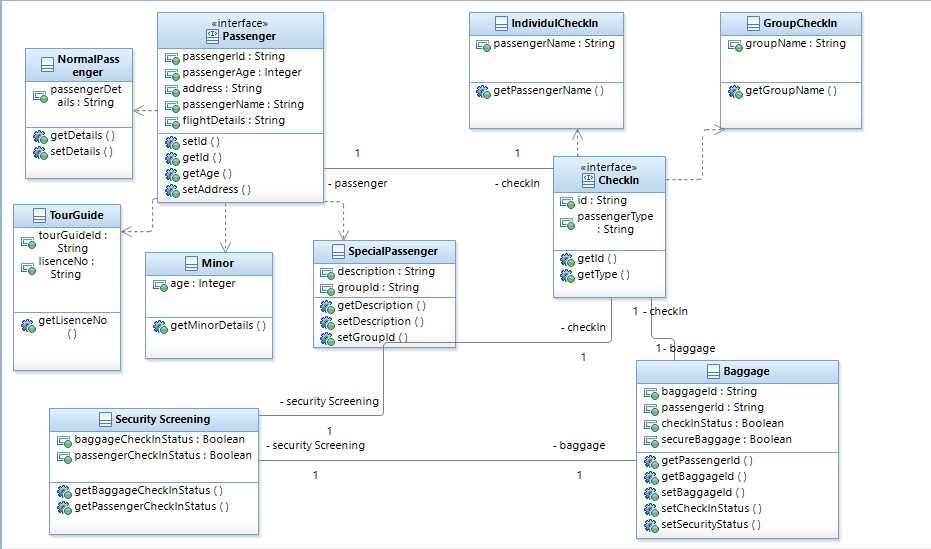 «interface»
Passenger
passengerId : String
passengerAge : Integer
address : String
passengerName : String
flightDetails : String
setId ( )
getId ( )
getAge ( )
setAddress ( )
IndividulCheckIn
passengerName : String
getPassengerName ( )
GroupCheckIn
groupName : String
getGroupName ( )
NormalPass
enger
passengerDet
ails : String
getDetails ( )
setDetails ( )
1
1
- passenger
- checkIn
«interface»
CheckIn
id : String
passengerType
: String
getId ( )
getType ( )
TourGuide
tourGuideId :
String
lisenceNo :
String
getLisenceNo
( )
Minor
age : Integer
getMinorDetails ( )
SpecialPassenger
description : String
groupId : String
getDescription ( )
setDescription ( )
setGroupId ( )
- checkIn
1
1 - checkIn
1 - baggage
Baggage
baggageId : String
passengerId : String
checkInStatus : Boolean
secureBaggage : Boolean
getPassengerId ( )
getBaggageId ( )
setBaggageId ( )
setCheckInStatus ( )
setSecurityStatus ( )
- security Screening
1
Security Screening
baggageCheckInStatus : Boolean
passengerCheckInStatus : Boolean
getBaggageCheckInStatus ( )
getPassengerCheckInStatus ( )
- security Screening
- baggage
1
1